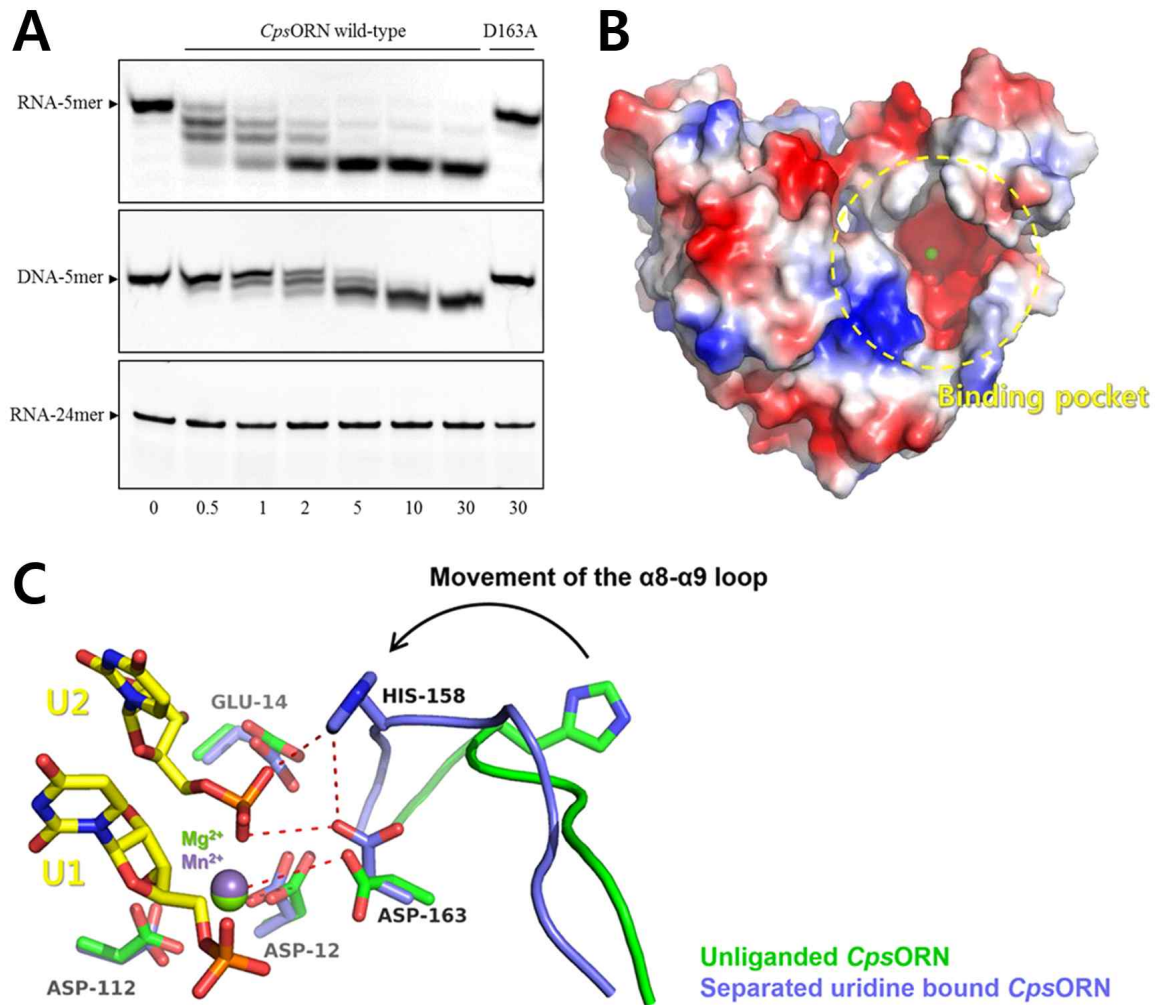 A
CpsORN wild-type D163A
RNA-5mer
DNA-5mer
RNA-24mer
0 0.5 1 2 5 10 30 30
B
Binding pocket
C
Movement of the α8-α9 loop
U2
GLU-14
HIS-158
Mg2+
Mn2+
U1
ASP-163
ASP-12
ASP-112
Unliganded CpsORN
Separated uridine bound CpsORN